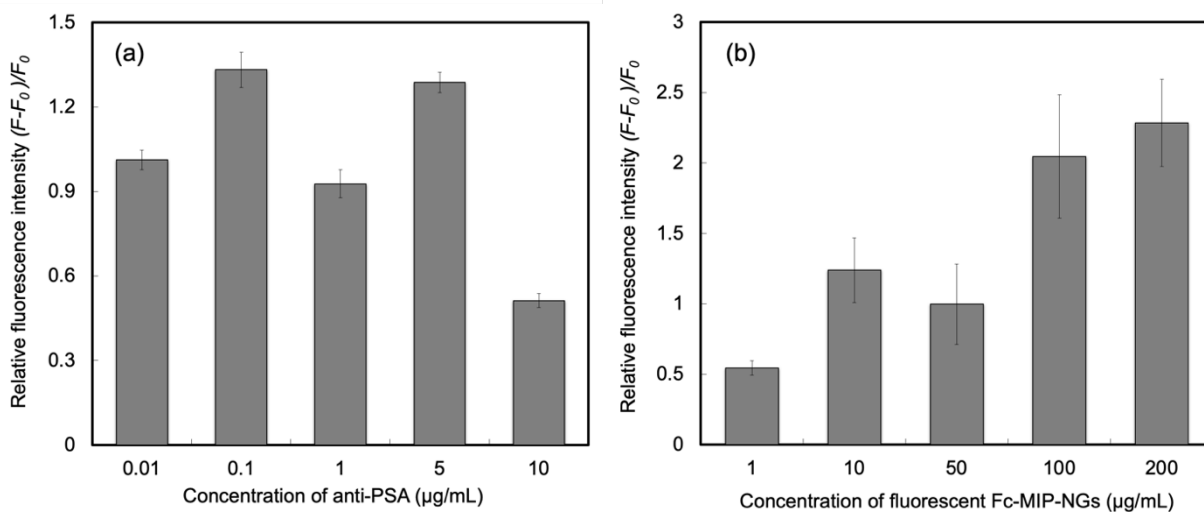 (a)
Relative fluorescence intensity (F-F0)/F0
1.5
1.2
0.9
0.6
0.3
0
0.01 0.1 1 5 10
Concentration of anti-PSA (µg/mL)
(b)
Relative fluorescence intensity (F-F0)/F0
3
2.5
2
1.5
1
0.5
0
1 10 50 100 200
Concentration of fluorescent Fc-MIP-NGs (µg/mL)